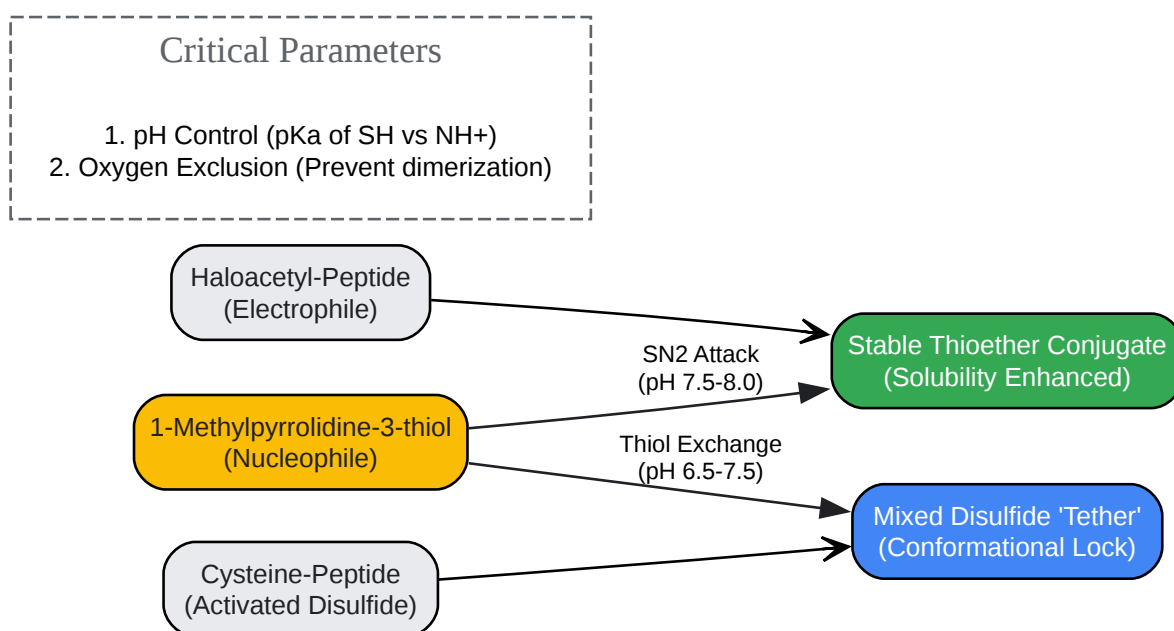 Critical Parameters
1. pH Control (pKa of SH vs NH+)
2. Oxygen Exclusion (Prevent dimerization)
Haloacetyl-Peptide
(Electrophile)
SN2 Attack
(pH 7.5-8.0)
Stable Thioether Conjugate
(Solubility Enhanced)
1-Methylpyrrolidine-3-thiol
(Nucleophile)
Thiol Exchange
(pH 6.5-7.5)
Mixed Disulfide 'Tether'
(Conformational Lock)
Cysteine-Peptide
(Activated Disulfide)